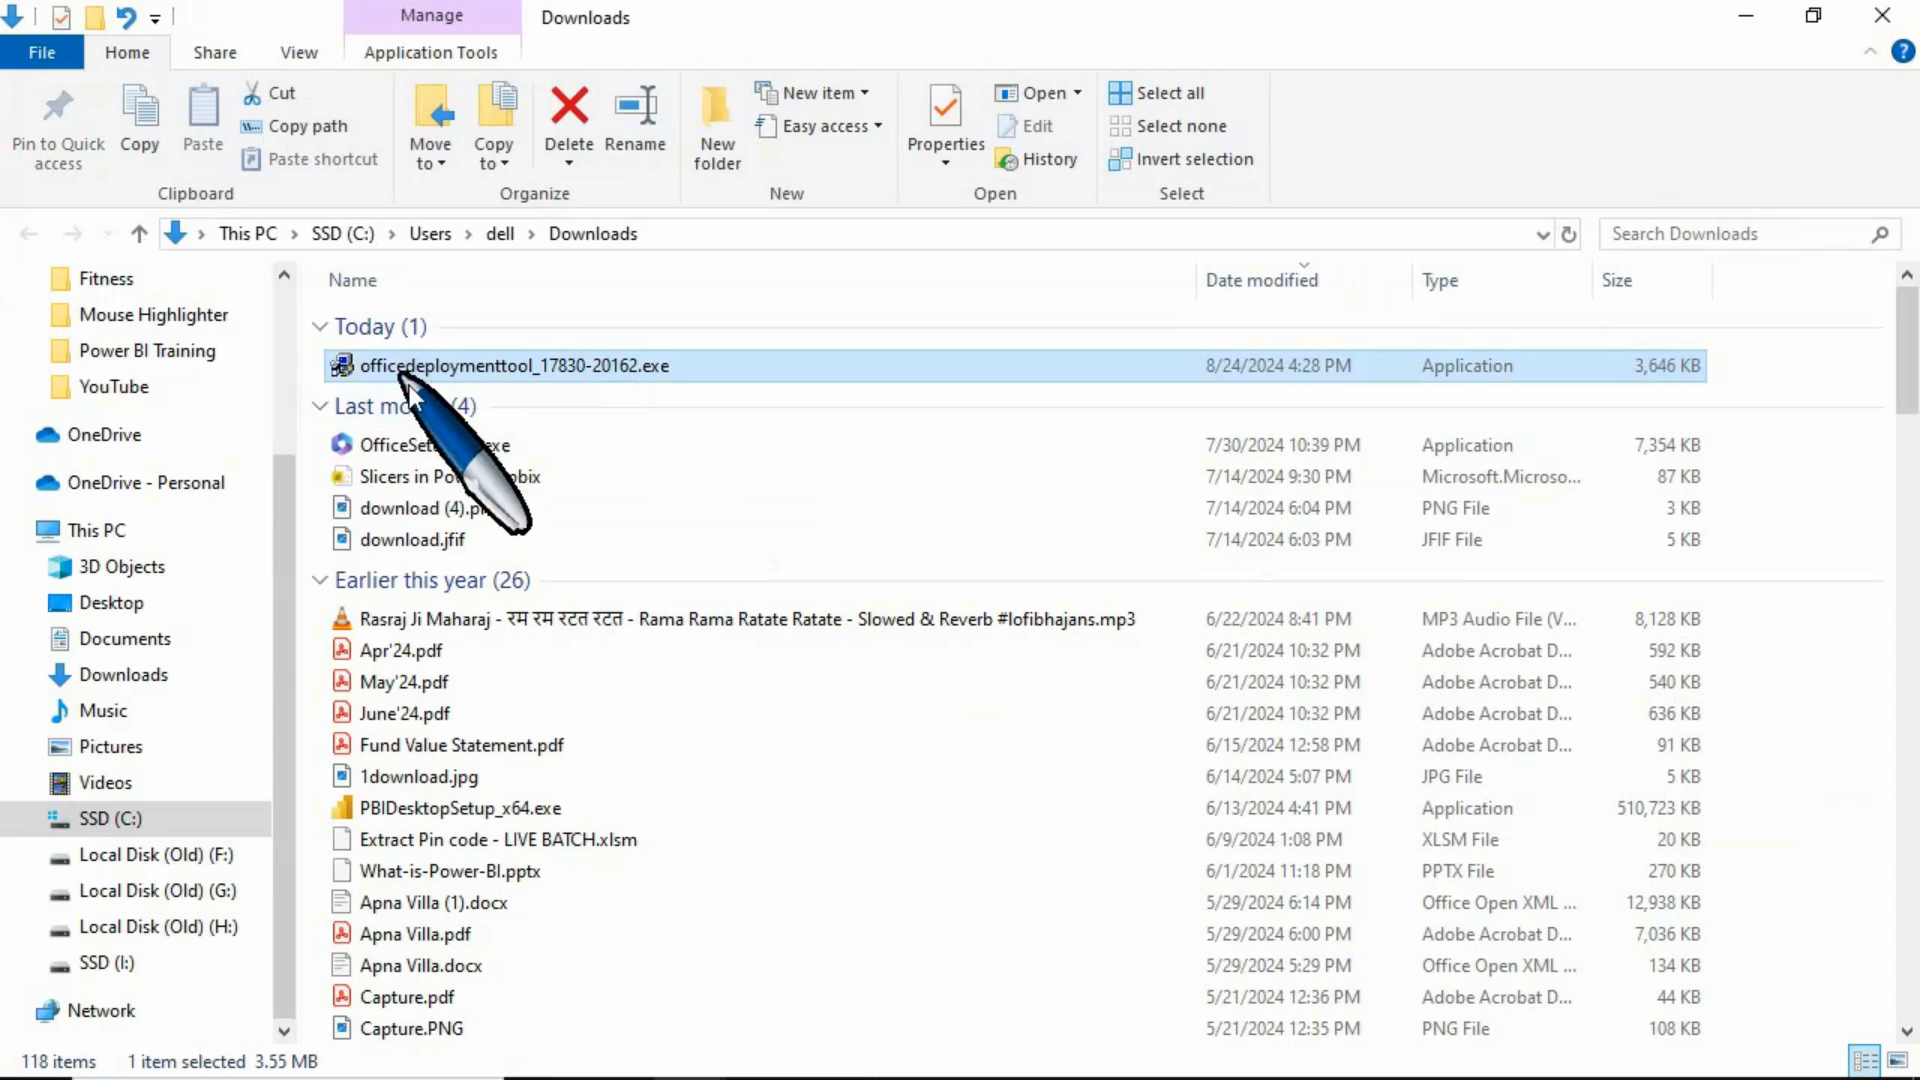 Manage
Downloads
File
Home
Share
View
Application Tools
Pin to Quick access
Copy
Paste
Cut
Copy path
Paste shortcut
Clipboard
Move to
Copy to
Delete
Rename
Organize
New folder
New item
Easy access
New
Properties
Open
Edit
History
Open
Select all
Select none
Invert selection
Select
This PC
SSD (C:)
Users
dell
Downloads
Search Downloads
Fitness
Mouse Highlighter
Power BI Training
YouTube
OneDrive
OneDrive - Personal
This PC
3D Objects
Desktop
Documents
Downloads
Music
Pictures
Videos
SSD (C:)
Local Disk (Old) (F:)
Local Disk (Old) (G:)
Local Disk (Old) (H:)
SSD (I:)
Network
Name Date modified Type Size
Today (1)
officedeploymenttool_17830-20162.exe 8/24/2024 4:28 PM Application 3,646 KB
Last (4)
7/30/2024 10:39 PM Application 7,354 KB
Slicers in 7/14/2024 9:30 PM Microsoft.Microso... 87 KB
download (4) 7/14/2024 6:04 PM PNG File 3 KB
download.jfif 7/14/2024 6:03 PM JFIF File 5 KB
Earlier this year (26)
Rasraj Ji Maharaj - रम रम रटत रटत - Rama Rama Ratate Ratate - Slowed & Reverb #lofibhajans.mp3 6/22/2024 8:41 PM MP3 Audio File (V... 8,128 KB
Apr'24.pdf 6/21/2024 10:32 PM Adobe Acrobat D... 592 KB
May'24.pdf 6/21/2024 10:32 PM Adobe Acrobat D... 540 KB
June'24.pdf 6/21/2024 10:32 PM Adobe Acrobat D... 636 KB
Fund Value Statement.pdf 6/15/2024 12:58 PM Adobe Acrobat D... 91 KB
1download.jpg 6/14/2024 5:07 PM JPG File 5 KB
PBIDesktopSetup_x64.exe 6/13/2024 4:41 PM Application 510,723 KB
Extract Pin code - LIVE BATCH.xlsm 6/9/2024 1:08 PM XLSM File 20 KB
What-is-Power-BI.pptx 6/1/2024 11:18 PM PPTX File 270 KB
Apna Villa (1).docx 5/29/2024 6:14 PM Office Open XML ... 12,938 KB
Apna Villa.pdf 5/29/2024 6:00 PM Adobe Acrobat D... 7,036 KB
Apna Villa.docx 5/29/2024 5:29 PM Office Open XML ... 134 KB
Capture.pdf 5/21/2024 12:36 PM Adobe Acrobat D... 44 KB
Capture.PNG 5/21/2024 12:35 PM PNG File 108 KB
118 items 1 item selected 3.55 MB